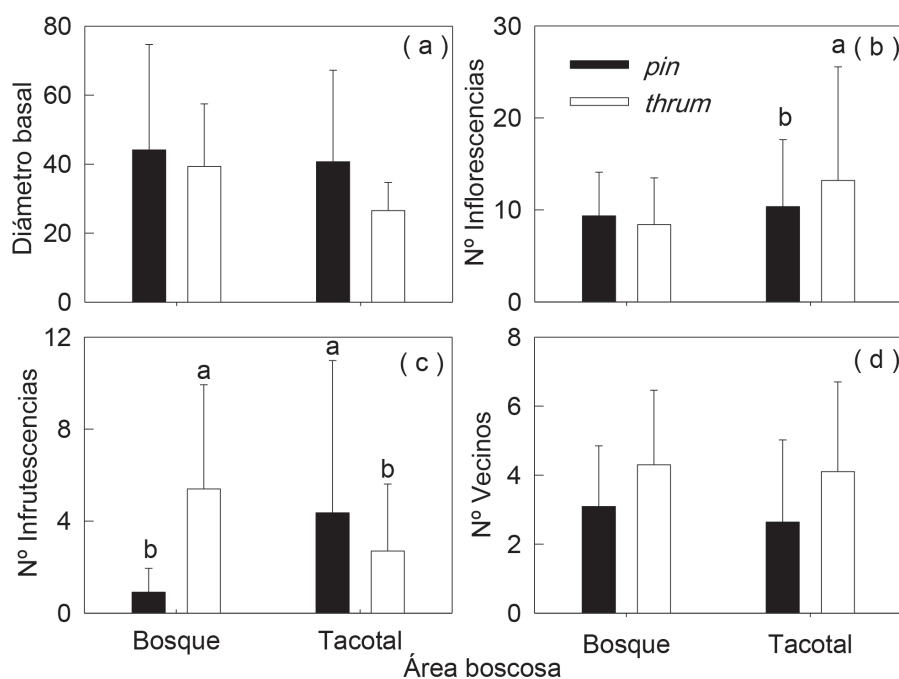 80
60
40
20
0
Diámetro basal
( a )
30
20
10
0
Nº Inflorescencias
a ( b )
b
pin
thrum
12
8
4
0
Nº Infrutescencias
a
a
( c )
b
b
Bosque
Tacotal
8
6
4
2
0
Nº Vecinos
( d )
Bosque
Tacotal
Área boscosa